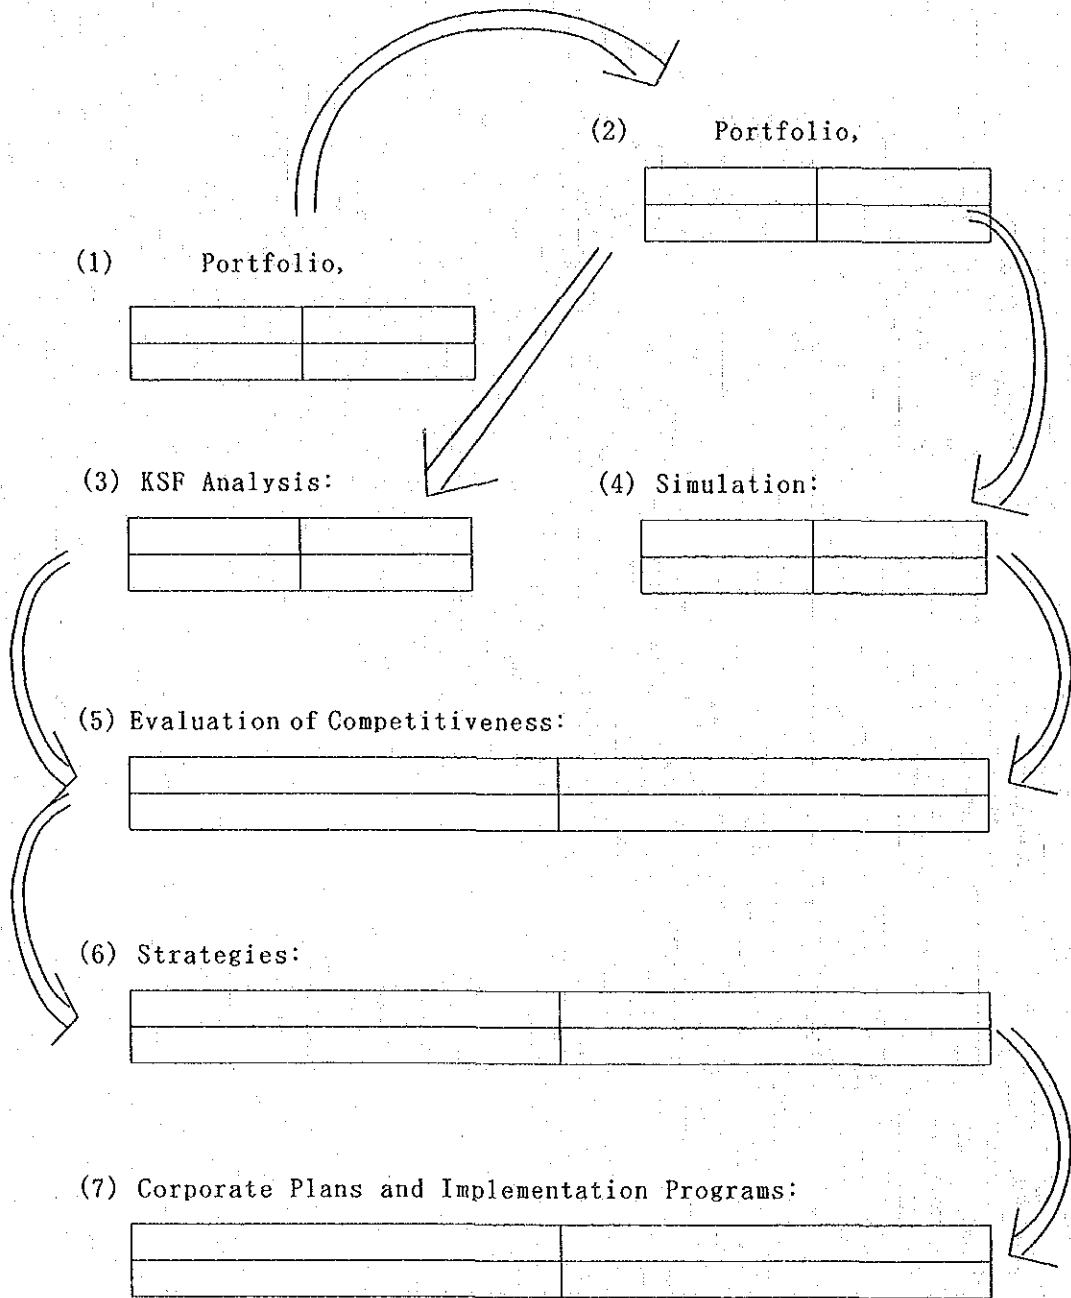 (2) Portfolio,
(1) Portfolio,
(3) KSF Analysis:
(4) Simulation:
(5) Evaluation of Competitiveness:
(6) Strategies:
(7) Corporate Plans and Implementation Programs: